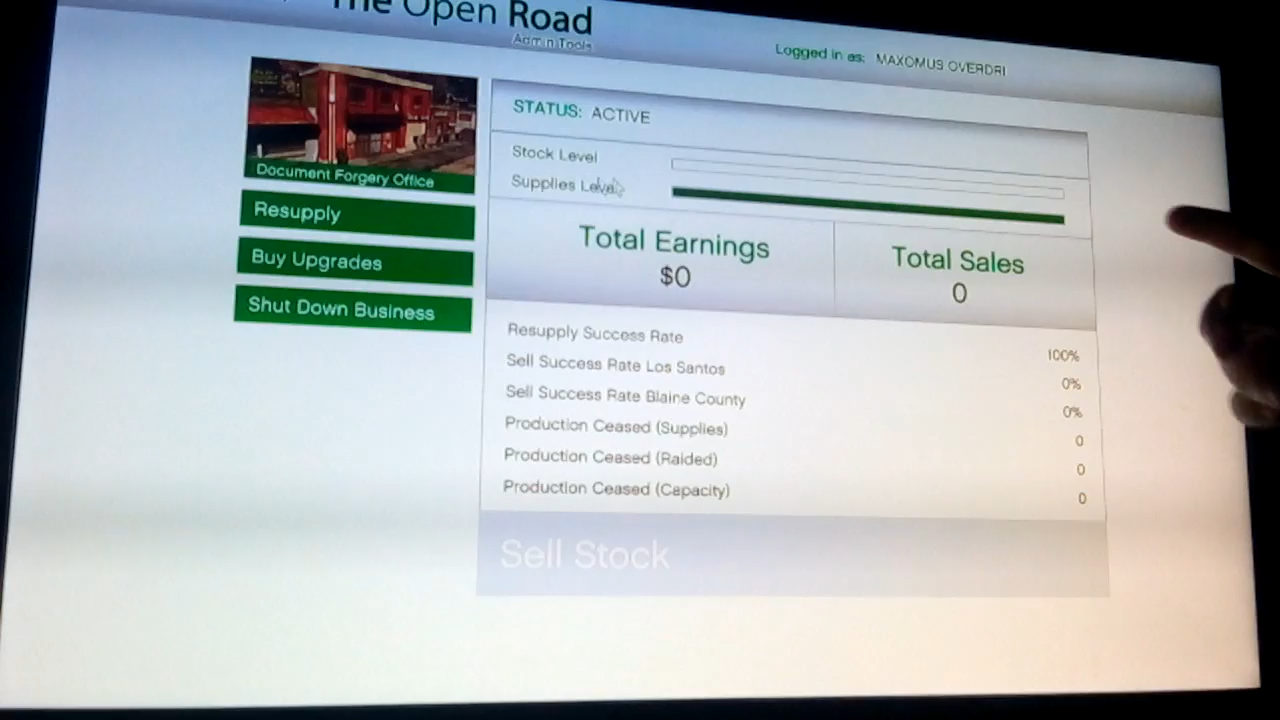 The Open Road
Admin Tools
Logged in as: MAXOMUS OVERDRI
Document Forgery Office
Resupply
Buy Upgrades
Shut Down Business
STATUS: ACTIVE
Stock Level
Supplies Level
Total Earnings
$0
Total Sales
0
Resupply Success Rate 100%
Sell Success Rate Los Santos 0%
Sell Success Rate Blaine County 0%
Production Ceased (Supplies) 0
Production Ceased (Raided) 0
Production Ceased (Capacity) 0
Sell Stock